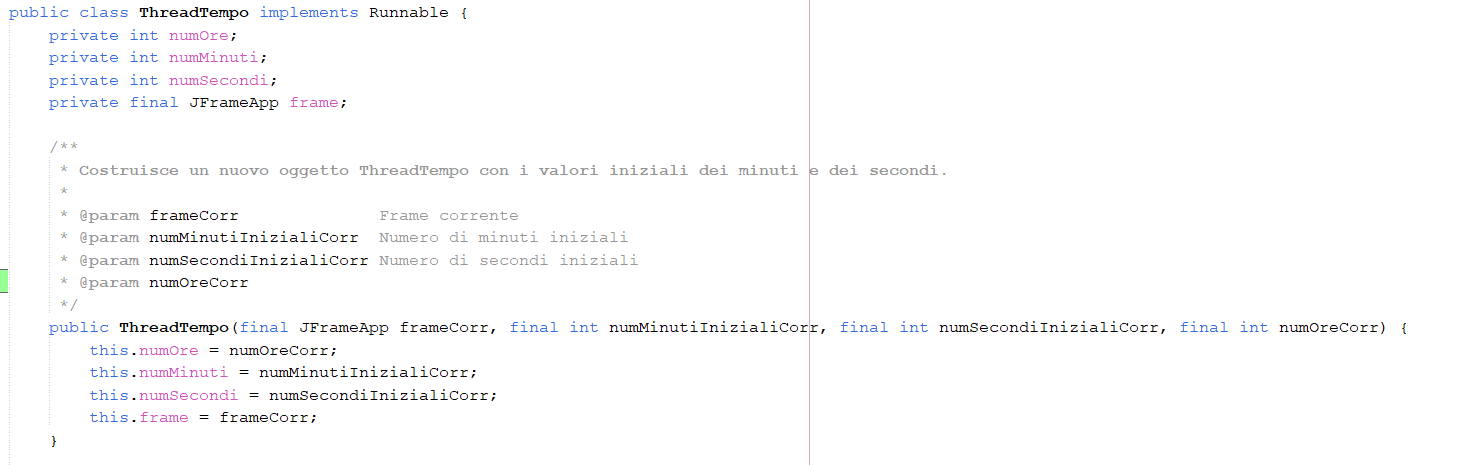 public class ThreadTempo implements Runnable {
    private int numOre;
    private int numMinuti;
    private int numSecondi;
    private final JFrameApp frame;

    /**
     * Costruisce un nuovo oggetto ThreadTempo con i valori iniziali dei minuti e dei secondi.
     *
     * @param frameCorr              Frame corrente
     * @param numMinutiInizialiCorr  Numero di minuti iniziali
     * @param numSecondiInizialiCorr Numero di secondi iniziali
     * @param numOreCorr
     */
    public ThreadTempo(final JFrameApp frameCorr, final int numMinutiInizialiCorr, final int numSecondiInizialiCorr, final int numOreCorr) {
        this.numOre = numOreCorr;
        this.numMinuti = numMinutiInizialiCorr;
        this.numSecondi = numSecondiInizialiCorr;
        this.frame = frameCorr;
    }